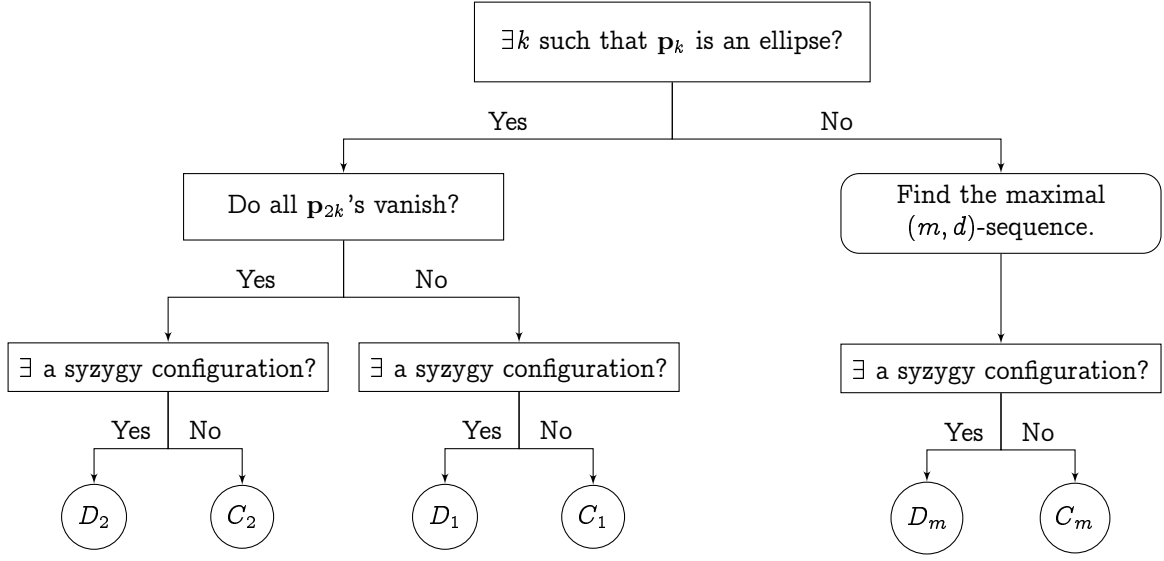 ∃k such that p_k is an ellipse?
Yes
No
Do all p_{2k}'s vanish?
Find the maximal
(m, d)-sequence.
Yes
No
∃ a syzygy configuration?
∃ a syzygy configuration?
∃ a syzygy configuration?
Yes
No
Yes
No
Yes
No
D_2
C_2
D_1
C_1
D_m
C_m